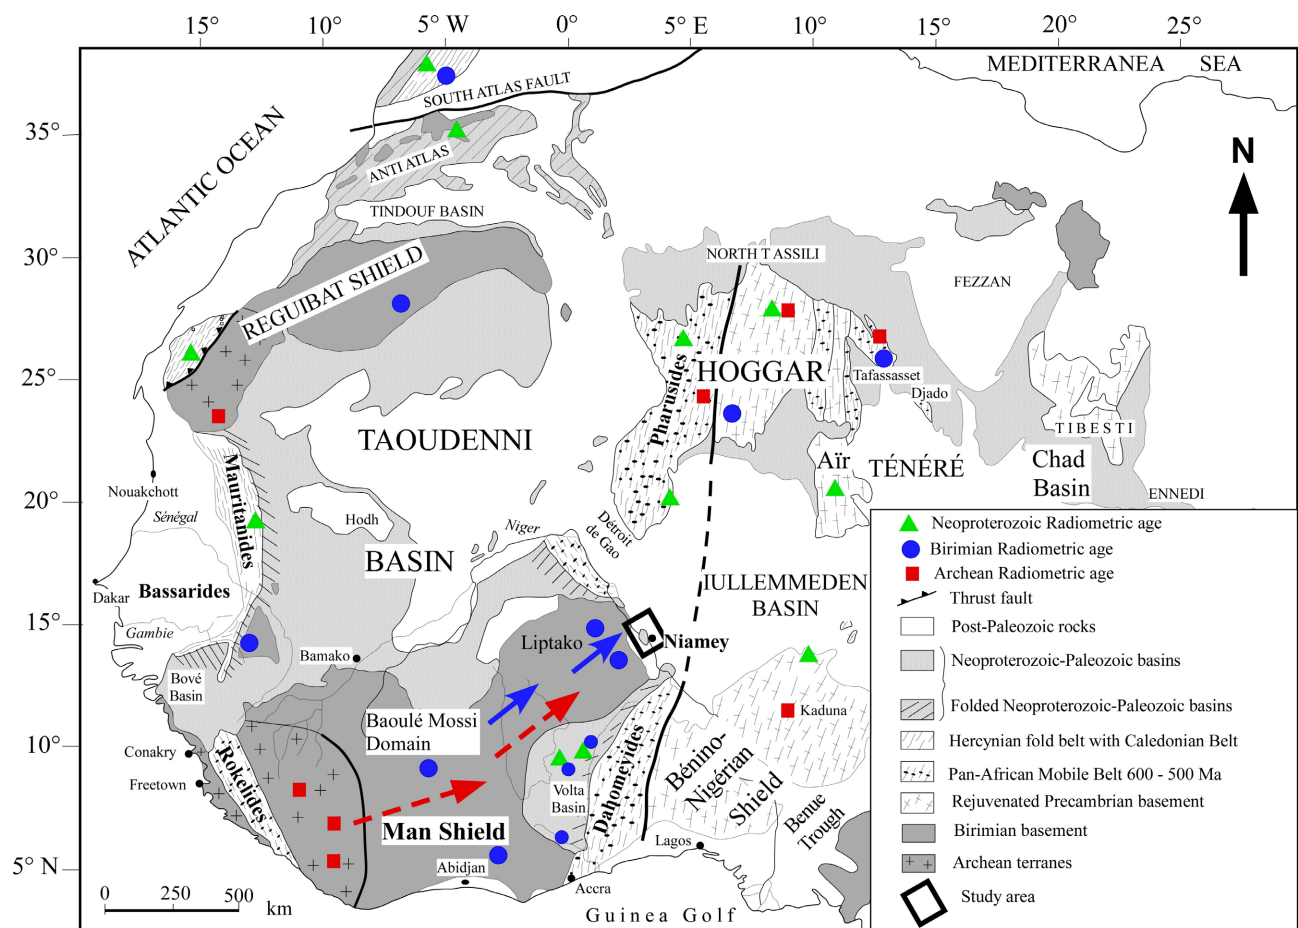 15°
10°
5° W
0°
5° E
10°
15°
20°
25°
MEDITERRANEA SEA
SOUTH ATLAS FAULT
35°
ATLANTIC OCEAN
ANTI ATLAS
N
TINDOUF BASIN
30°
NORTH T ASSILI
REGUIBAT SHIELD
FEZZAN
25°
HOGGAR
Tafassasset
Djado
Pharusides
TAOUDENNI
TIBESTI
Mauritanides
Aïr
TÉNÉRÉ
Chad
Basin
Nouakchott
ENNEDI
20°
Sénégal
Hodh
Niger
Détroit
de Gao
BASIN
IULLEMMEDEN
BASIN
Bassarides
Dakar
15°
Gambie
Liptako
Niamey
Bamako
Bové
Basin
Kaduna
Baoulé Mossi
Domain
10°
Conakry
Rokelides
Freetown
Volta
Basin
Dahomeyides
Bénino-
Nigérian
Shield
Benue
Trough
Man Shield
Lagos
5° N
Abidjan
Accra
0 250 500
km
Guinea Golf
Neoproterozoic Radiometric age
Birimian Radiometric age
Archean Radiometric age
Thrust fault
Post-Paleozoic rocks
Neoproterozoic-Paleozoic basins
Folded Neoproterozoic-Paleozoic basins
Hercynian fold belt with Caledonian Belt
Pan-African Mobile Belt 600 - 500 Ma
Rejuvenated Precambrian basement
Birimian basement
Archean terranes
Study area